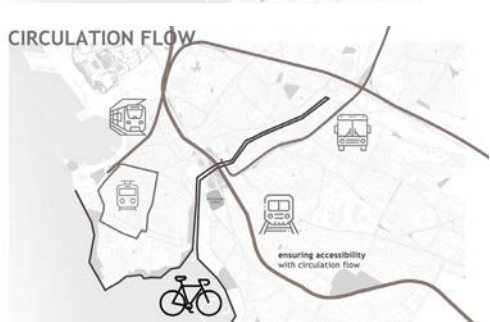 CIRCULATION FLOW
ensuring accessibility
with circulation flow